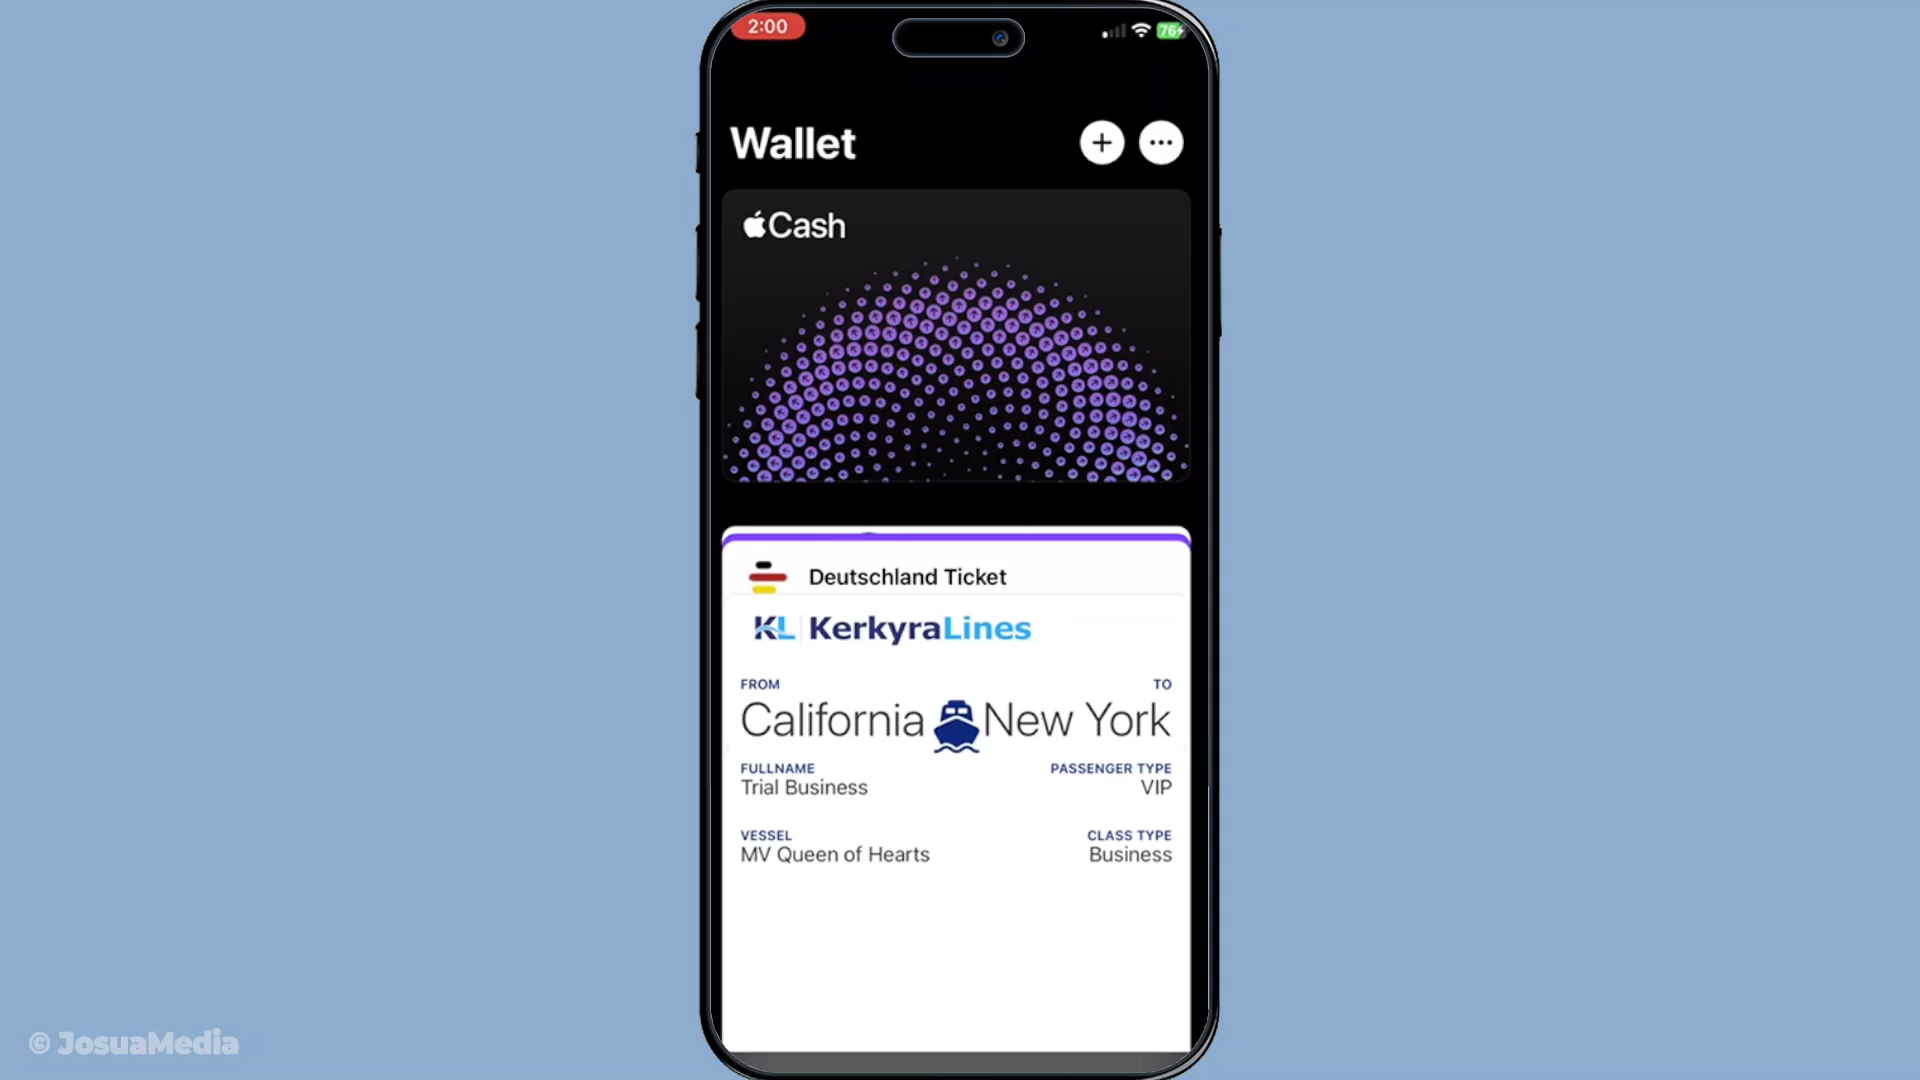 2:00
76
Wallet
Cash
Deutschland Ticket
KL KerkyraLines
FROM
TO
California
New York
FULLNAME
PASSENGER TYPE
Trial Business
VIP
VESSEL
CLASS TYPE
MV Queen of Hearts
Business
© JosuaMedia